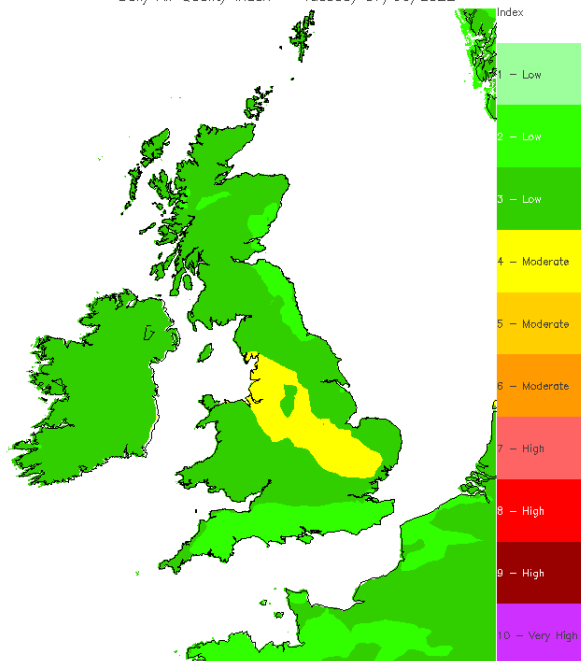 Index
1 - Low
2 - Low
3 - Low
4 - Moderate
5 - Moderate
6 - Moderate
7 - High
8 - High
9 - High
10 - Very High